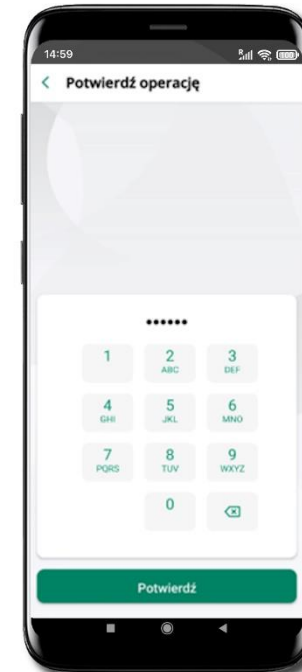 14:59
R
100
Potwierdź operację
••••••
1
2
3
ABC
DEF
4
5
6
GHI
JKL
MNO
7
8
9
PQRS
TUV
WXYZ
0
Potwierdź